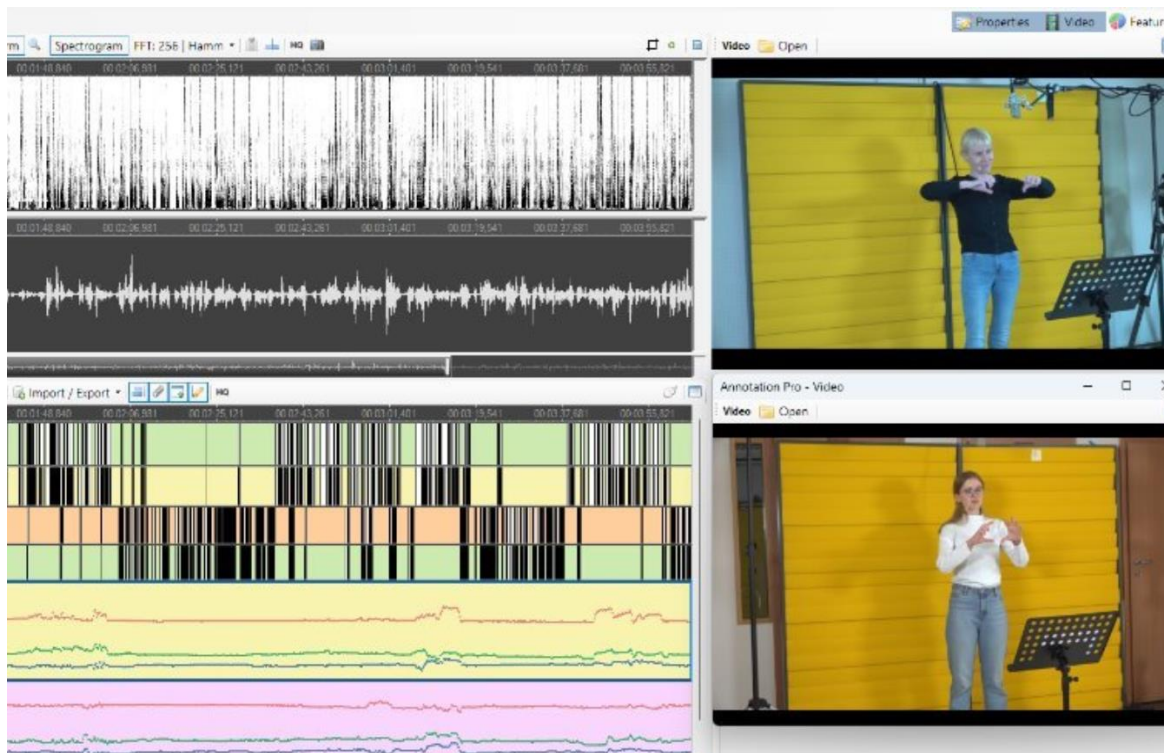 Properties Video Featur
rm Spectrogram FFT: 256 | Hamm HQ
Video Open
00:01:48,840 00:02:06,981 00:02:25,121 00:02:43,261 00:03:01,401 00:03:19,541 00:03:37,681 00:03:55,821
00:01:48,840 00:02:06,981 00:02:25,121 00:02:43,261 00:03:01,401 00:03:19,541 00:03:37,681 00:03:55,821
Import / Export HQ
Annotation Pro - Video
00:01:48,840 00:02:06,981 00:02:25,121 00:02:43,261 00:03:01,401 00:03:19,541 00:03:37,681 00:03:55,821
Video Open